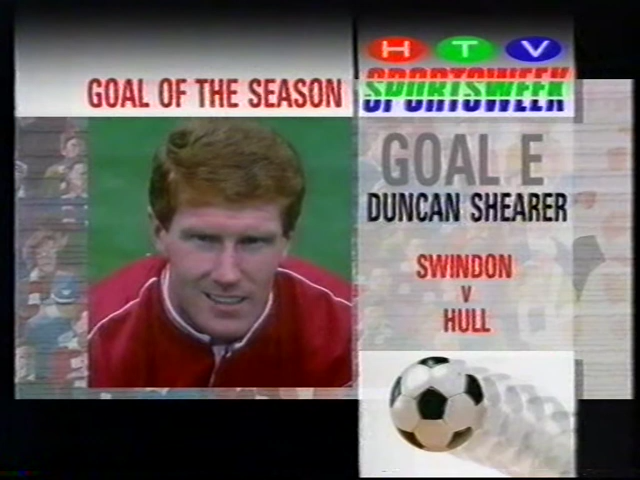 HTV
SPORTSWEEK
GOAL OF THE SEASON
GOAL E
DUNCAN SHEARER
SWINDON
v
HULL